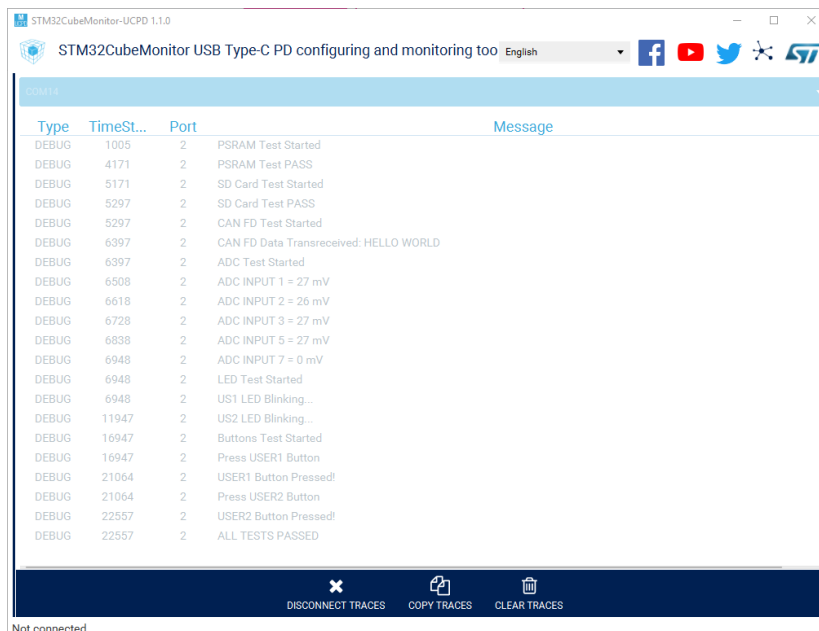 STM32CubeMonitor-UCPD 1.1.0
STM32CubeMonitor USB Type-C PD configuring and monitoring too English
COM14
Type TimeSt... Port Message
DEBUG 1005 2 PSRAM Test Started
DEBUG 4171 2 PSRAM Test PASS
DEBUG 5171 2 SD Card Test Started
DEBUG 5297 2 SD Card Test PASS
DEBUG 5297 2 CAN FD Test Started
DEBUG 6397 2 CAN FD Data Transreceived: HELLO WORLD
DEBUG 6397 2 ADC Test Started
DEBUG 6508 2 ADC INPUT 1 = 27 mV
DEBUG 6618 2 ADC INPUT 2 = 26 mV
DEBUG 6728 2 ADC INPUT 3 = 27 mV
DEBUG 6838 2 ADC INPUT 5 = 27 mV
DEBUG 6948 2 ADC INPUT 7 = 0 mV
DEBUG 6948 2 LED Test Started
DEBUG 6948 2 US1 LED Blinking...
DEBUG 11947 2 US2 LED Blinking...
DEBUG 16947 2 Buttons Test Started
DEBUG 16947 2 Press USER1 Button
DEBUG 21064 2 USER1 Button Pressed!
DEBUG 21064 2 Press USER2 Button
DEBUG 22557 2 USER2 Button Pressed!
DEBUG 22557 2 ALL TESTS PASSED
DISCONNECT TRACES COPY TRACES CLEAR TRACES
Not connected